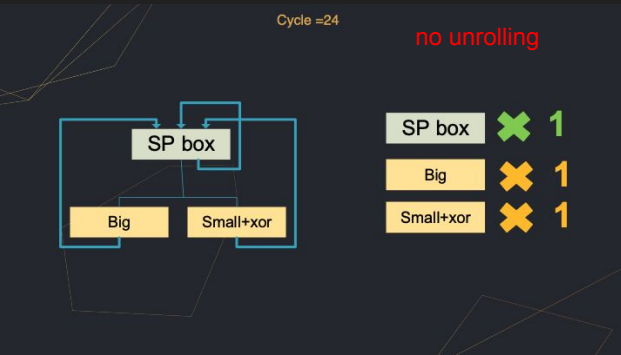 Cycle =24
no unrolling
SP box
Big
Small+xor
SP box 1
Big 1
Small+xor 1